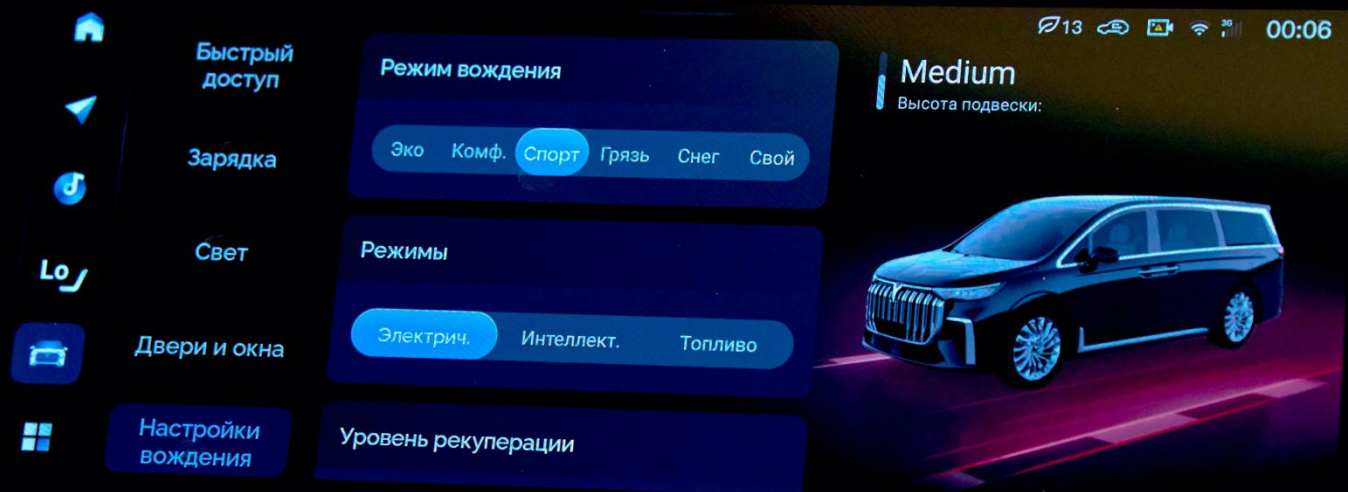 13
3G
00:06
Быстрый
доступ
Зарядка
Свет
Двери и окна
Настройки
вождения
Lo
Режим вождения
Эко Комф. Спорт Грязь Снег Свой
Режимы
Электрич. Интеллект. Топливо
Уровень рекуперации
Medium
Высота подвески: